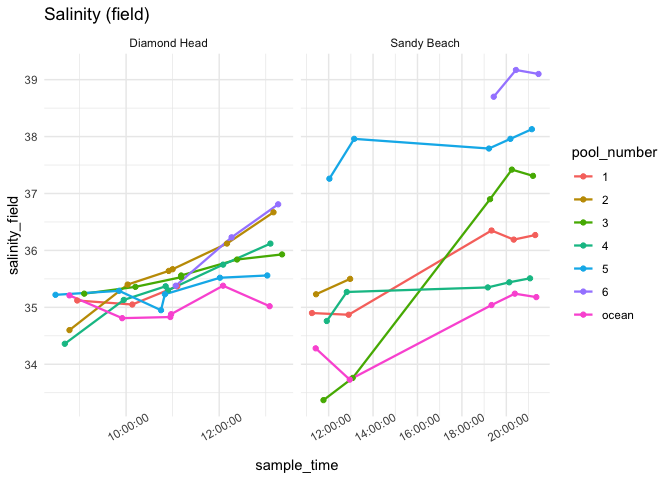 Salinity (field)
Diamond Head
Sandy Beach
39
38
37
36
35
34
salinity_field
10:00:00
12:00:00
12:00:00
14:00:00
16:00:00
18:00:00
20:00:00
sample_time
pool_number
1
2
3
4
5
6
ocean